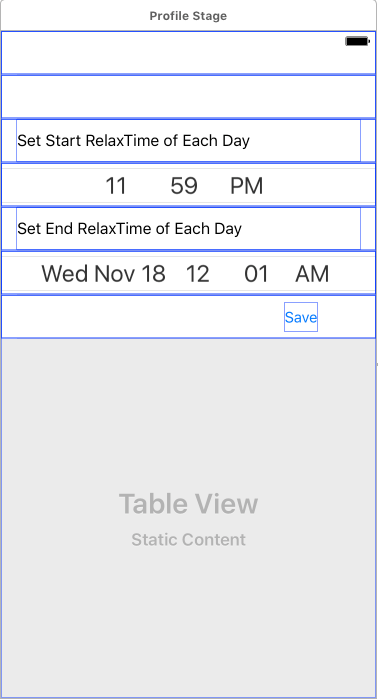 Profile Stage
Set Start RelaxTime of Each Day
11 59 PM
Set End RelaxTime of Each Day
Wed Nov 18 12 01 AM
Save
Table View
Static Content